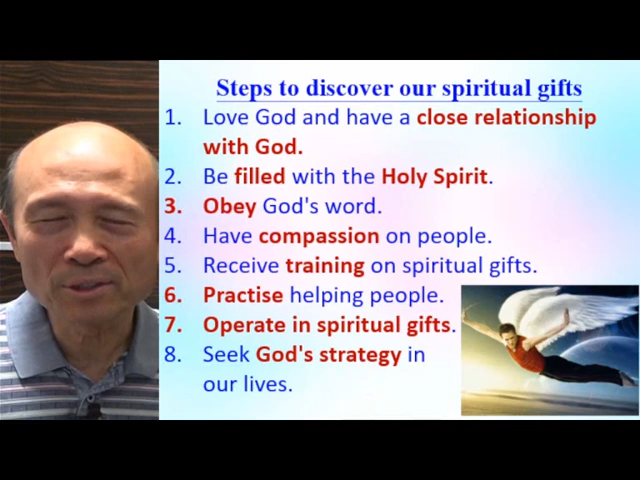 Steps to discover our spiritual gifts
1. Love God and have a close relationship
with God.
2. Be filled with the Holy Spirit.
3. Obey God's word.
4. Have compassion on people.
5. Receive training on spiritual gifts.
6. Practise helping people.
7. Operate in spiritual gifts.
8. Seek God's strategy in
our lives.